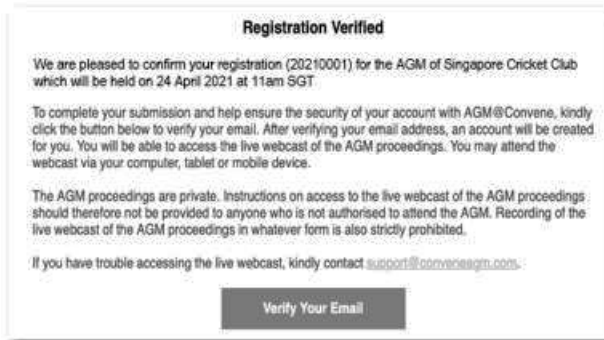 Registration Verified
We are pleased to confirm your registration (20210001) for the AGM of Singapore Cricket Club
which will be held on 24 April 2021 at 11am SGT
To complete your submission and help ensure the security of your account with AGM@Convene, kindly
click the button below to verify your email. After verifying your email address, an account will be created
for you. You will be able to access the live webcast of the AGM proceedings. You may attend the
webcast via your computer, tablet or mobile device.
The AGM proceedings are private. Instructions on access to the live webcast of the AGM proceedings
should therefore not be provided to anyone who is not authorised to attend the AGM. Recording of the
live webcast of the AGM proceedings in whatever form is also strictly prohibited.
If you have trouble accessing the live webcast, kindly contact support@conveneagm.com.
Verify Your Email